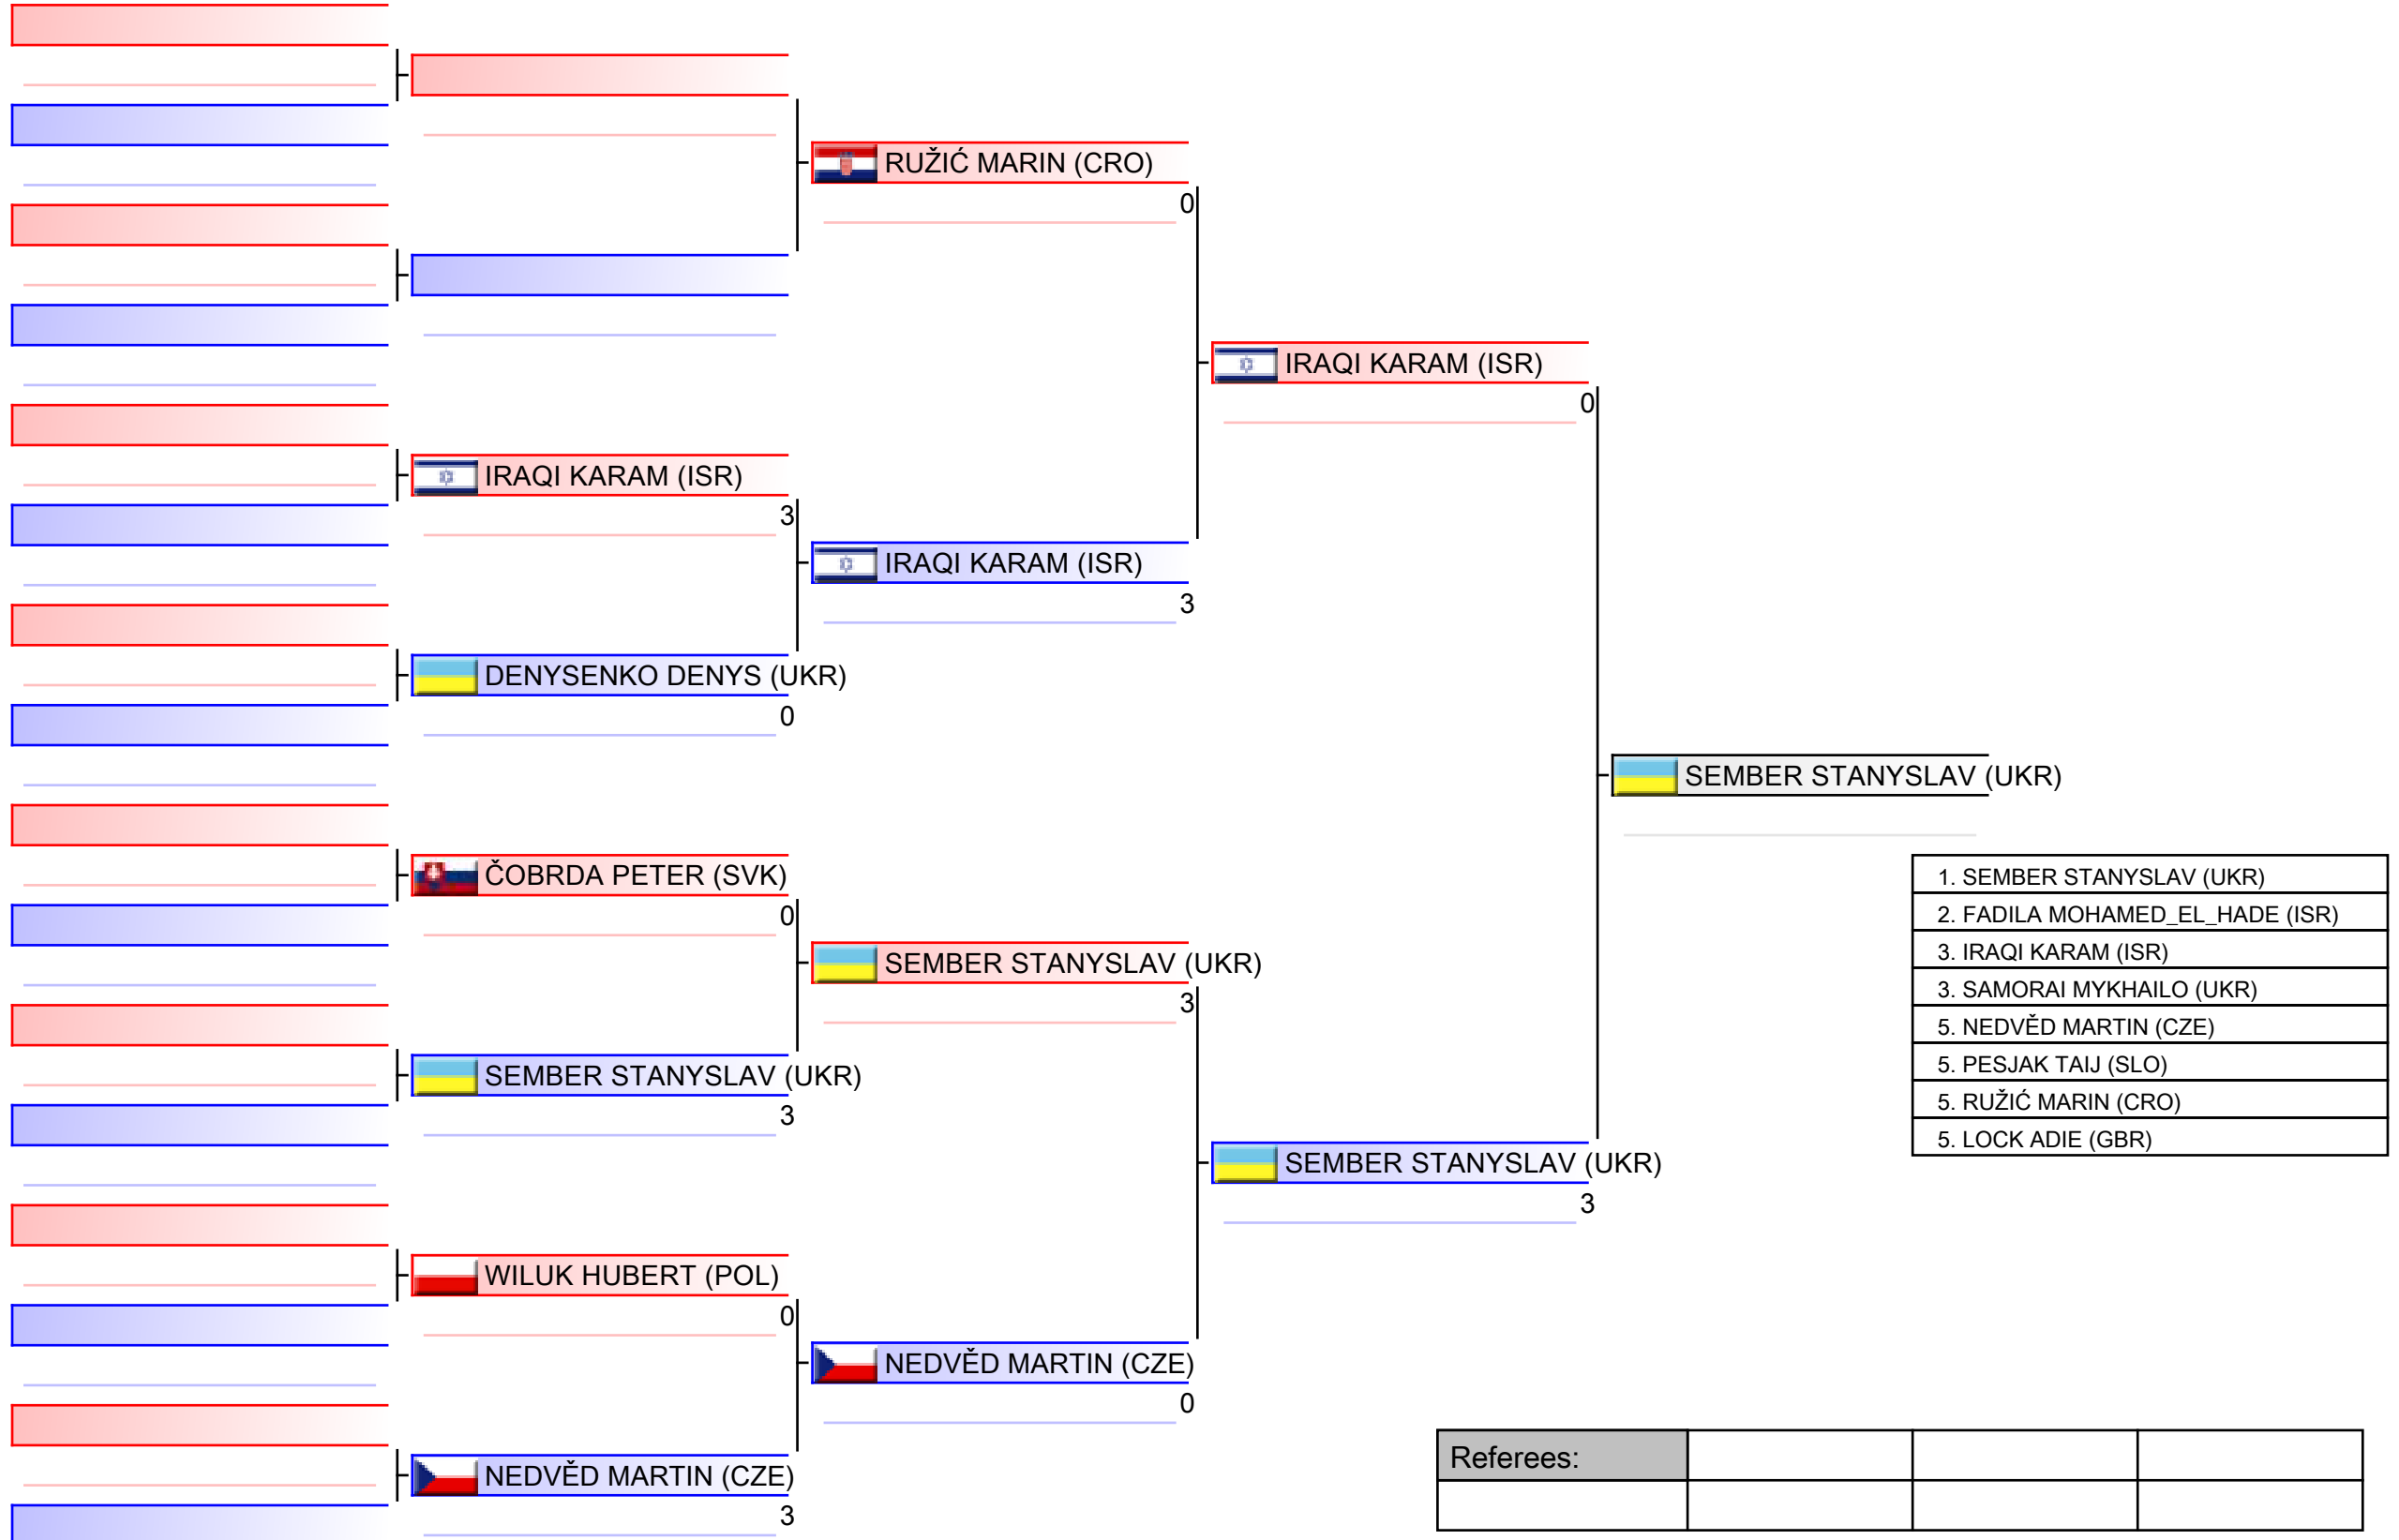 RUŽIĆ MARIN (CRO)
0
IRAQI KARAM (ISR)
0
IRAQI KARAM (ISR)
3
IRAQI KARAM (ISR)
3
DENYSENKO DENYS (UKR)
0
SEMBER STANYSLAV (UKR)
ČOBRDA PETER (SVK)
0
SEMBER STANYSLAV (UKR)
3
SEMBER STANYSLAV (UKR)
3
SEMBER STANYSLAV (UKR)
3
WILUK HUBERT (POL)
0
NEDVĚD MARTIN (CZE)
0
NEDVĚD MARTIN (CZE)
3
1. SEMBER STANYSLAV (UKR)
2. FADILA MOHAMED_EL_HADE (ISR)
3. IRAQI KARAM (ISR)
3. SAMORAI MYKHAILO (UKR)
5. NEDVĚD MARTIN (CZE)
5. PESJAK TAIJ (SLO)
5. RUŽIĆ MARIN (CRO)
5. LOCK ADIE (GBR)
Referees: